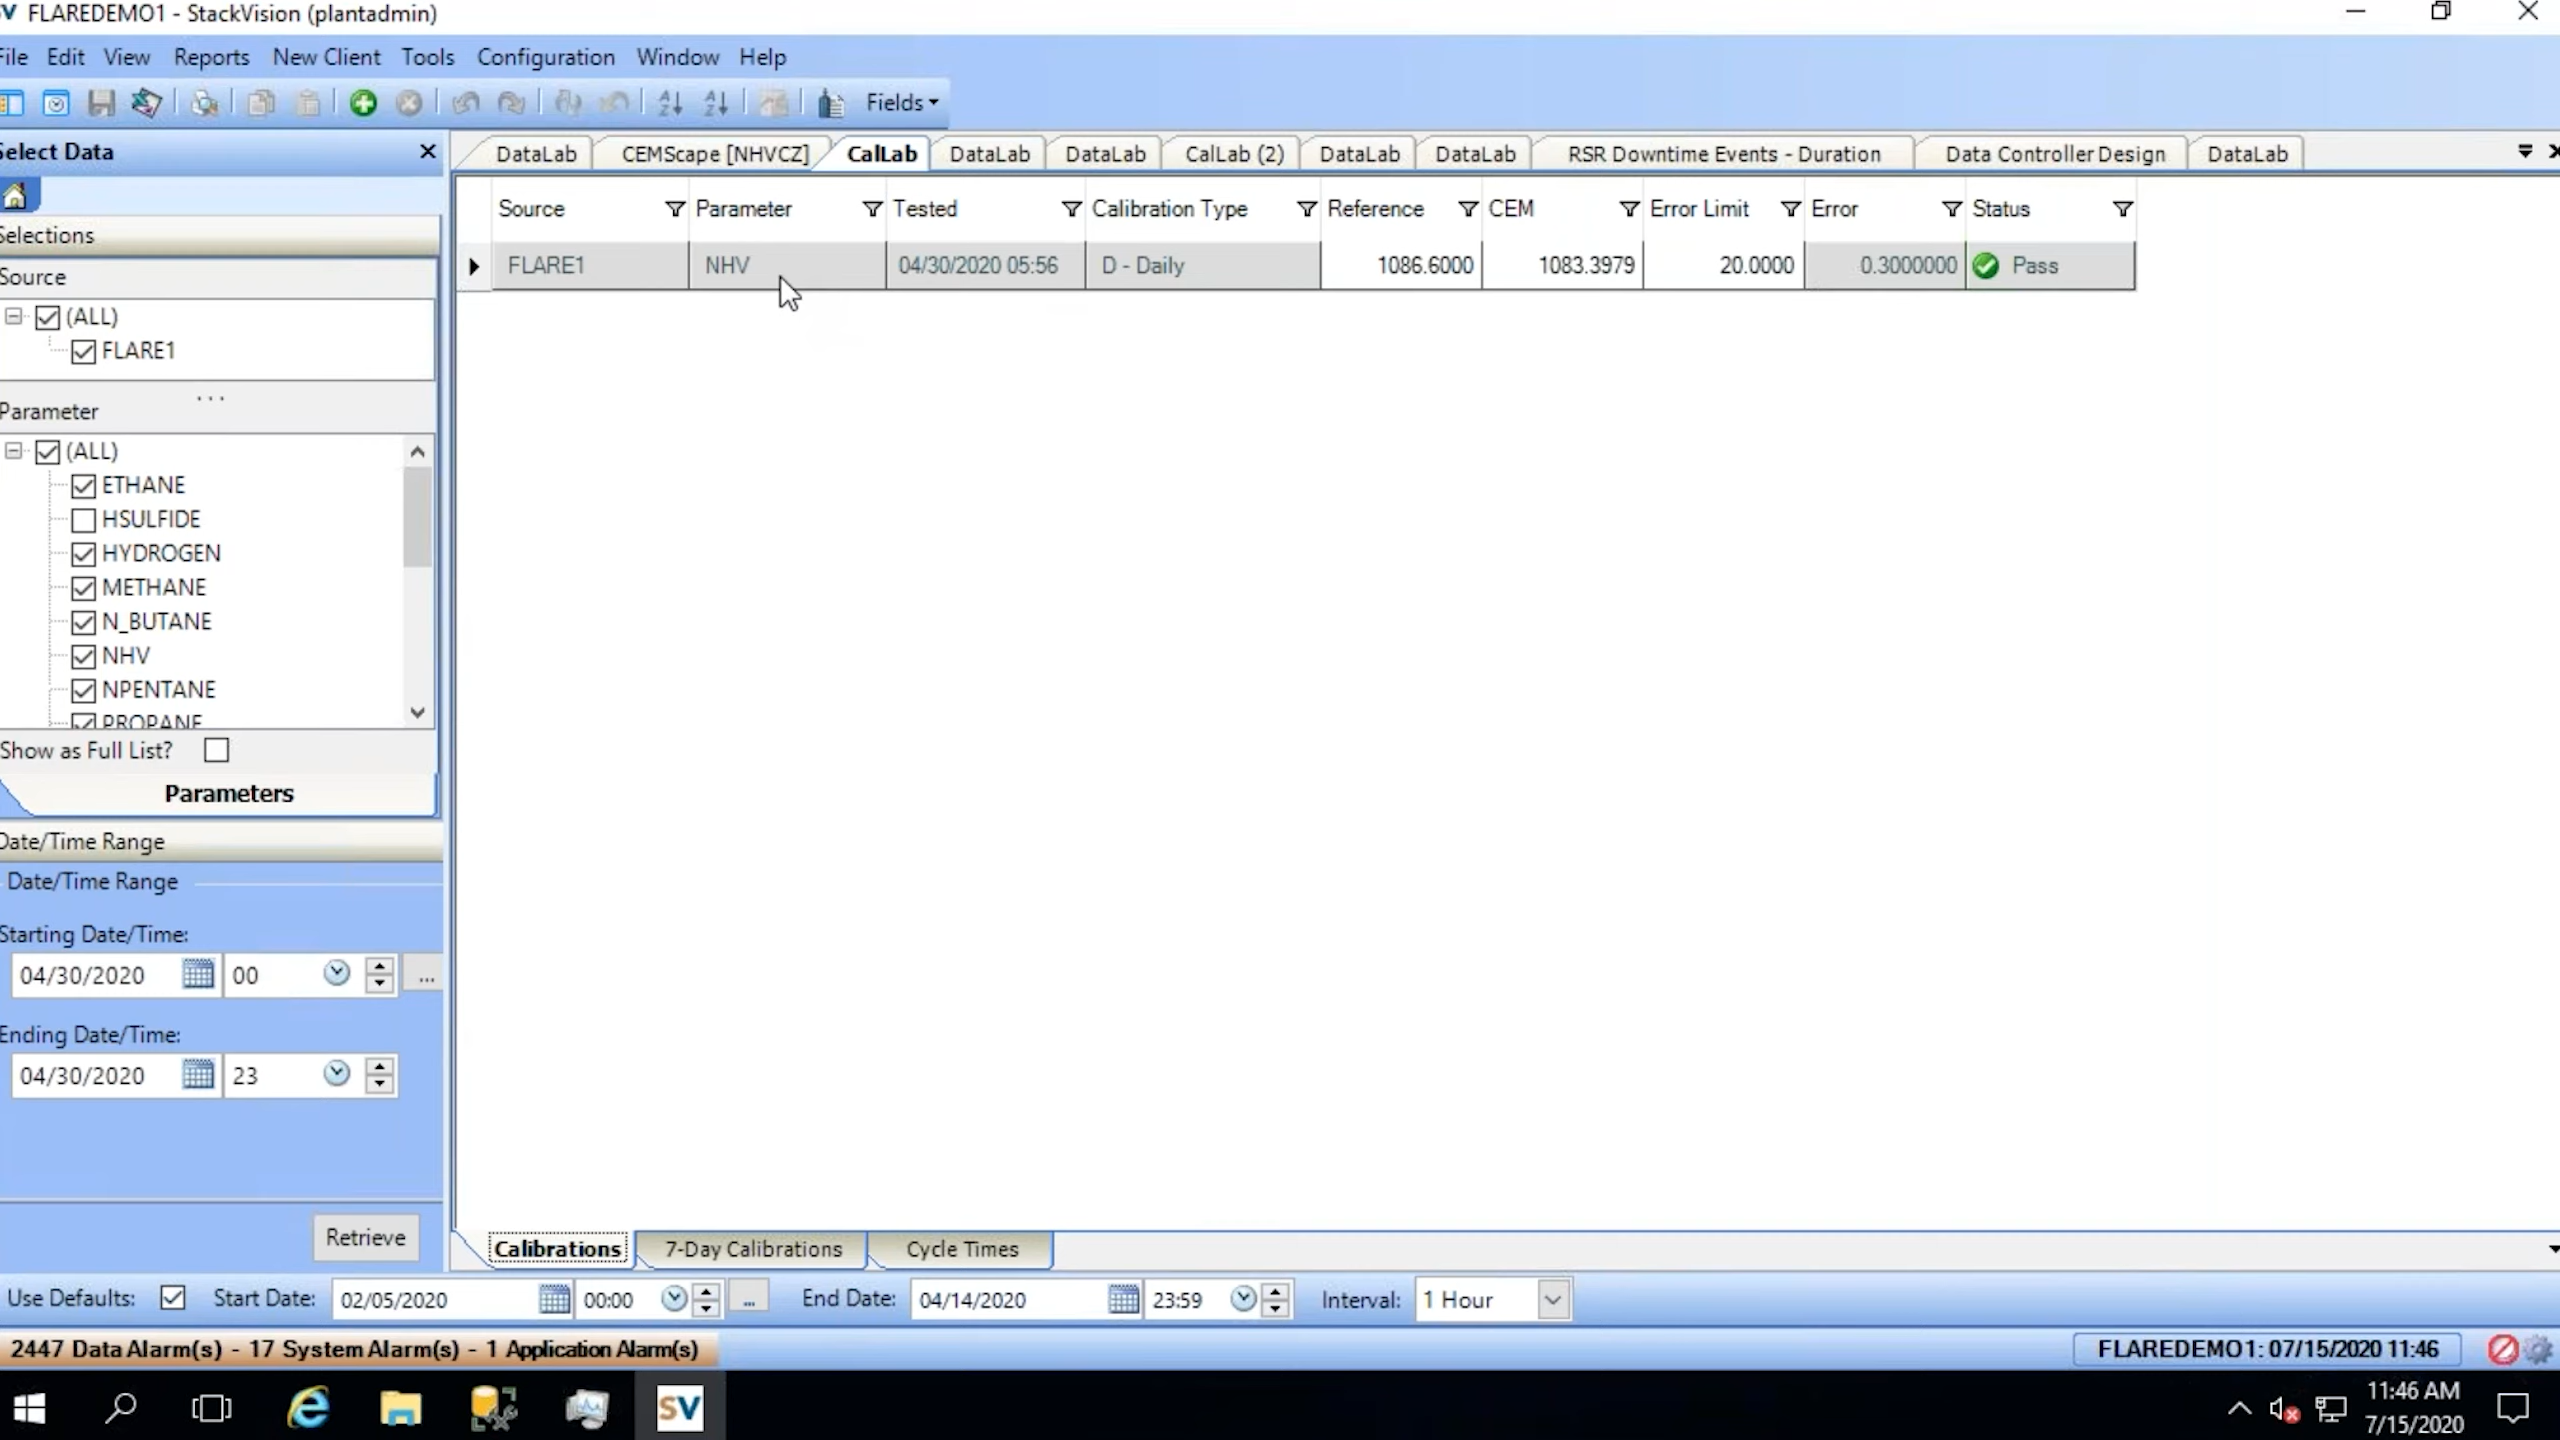 SV FLAREDEMO1 - StackVision (plantadmin)
File Edit View Reports New Client Tools Configuration Window Help
Fields
Select Data
DataLab CEMScape [NHVCZ] CalLab DataLab DataLab CalLab (2) DataLab DataLab RSR Downtime Events - Duration Data Controller Design DataLab
Source Parameter Tested Calibration Type Reference CEM Error Limit Error Status
FLARE1 NHV 04/30/2020 05:56 D - Daily 1086.6000 1083.3979 20.0000 0.3000000 Pass
Selections
Source
(ALL)
FLARE1
Parameter
(ALL)
ETHANE
HSULFIDE
HYDROGEN
METHANE
N_BUTANE
NHV
NPENTANE
PROPANE
Show as Full List?
Parameters
Date/Time Range
Date/Time Range
Starting Date/Time:
04/30/2020 00 ...
Ending Date/Time:
04/30/2020 23
Retrieve
Calibrations 7-Day Calibrations Cycle Times
Use Defaults: Start Date: 02/05/2020 00:00 ... End Date: 04/14/2020 23:59 Interval: 1 Hour
2447 Data Alarm(s) - 17 System Alarm(s) - 1 Application Alarm(s) FLAREDEMO1: 07/15/2020 11:46
SV
11:46 AM
7/15/2020